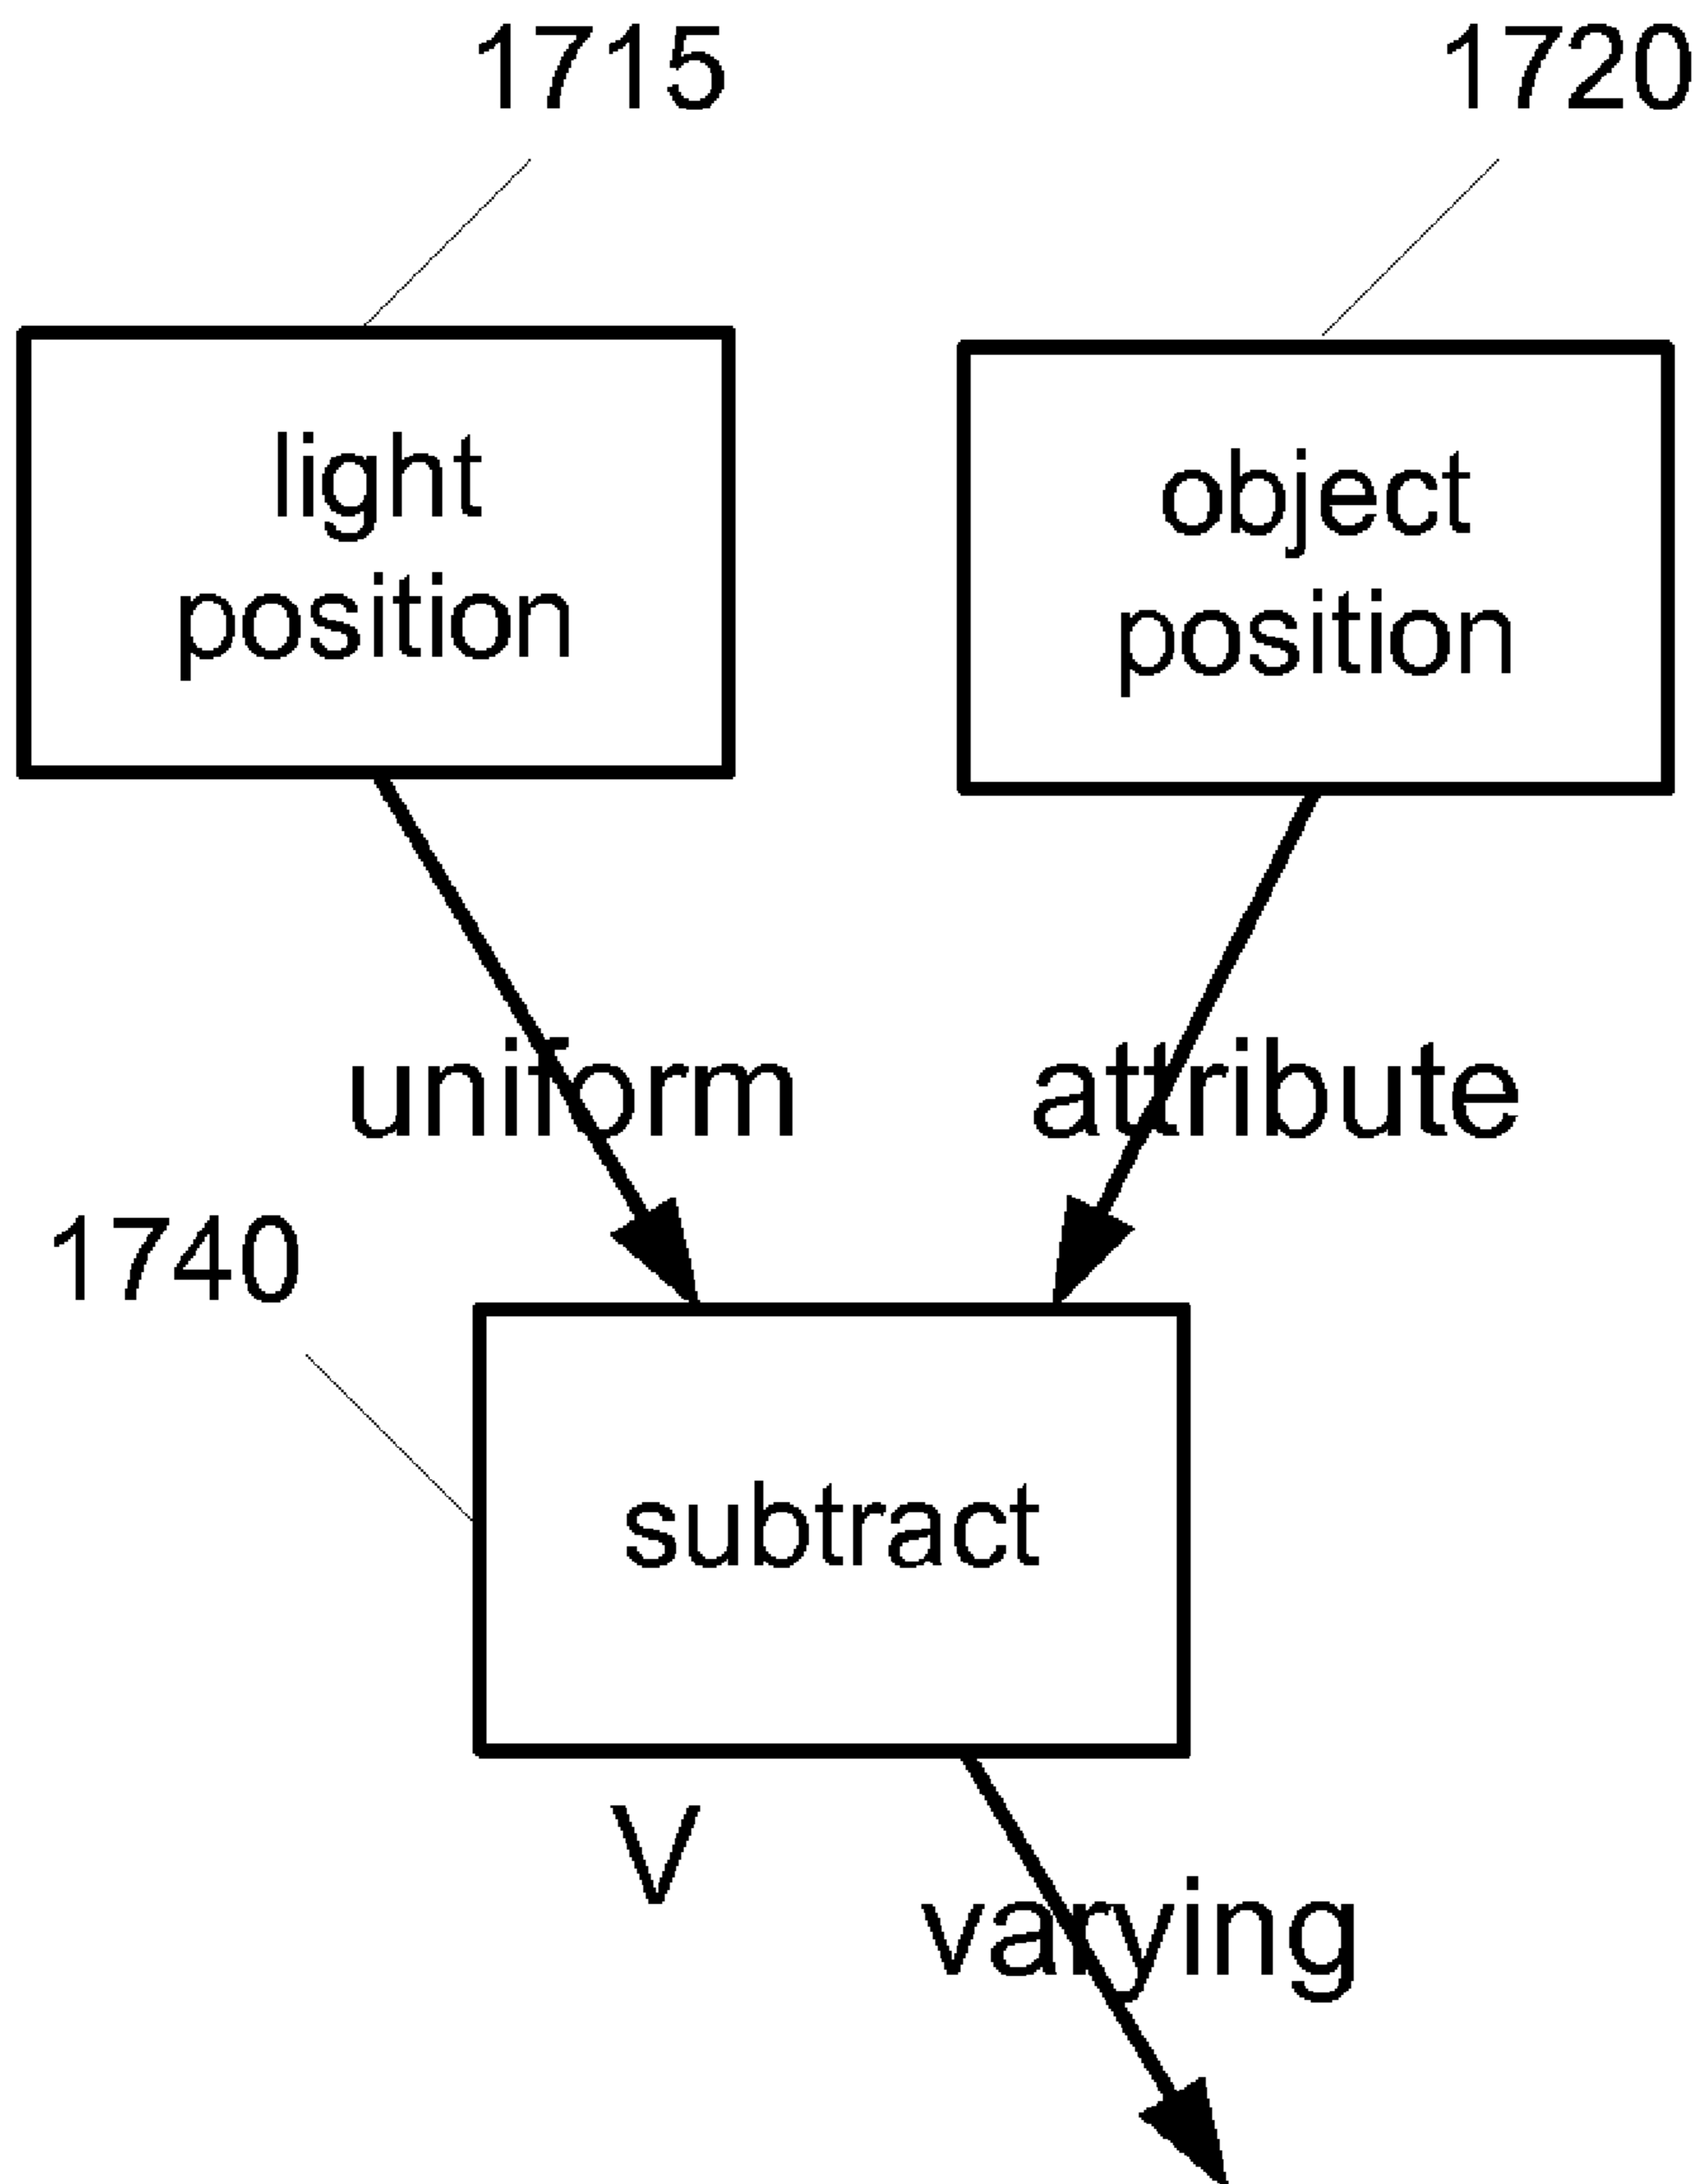 1715
1720
light
position
object
position
uniform
attribute
1740
subtract
V
varying